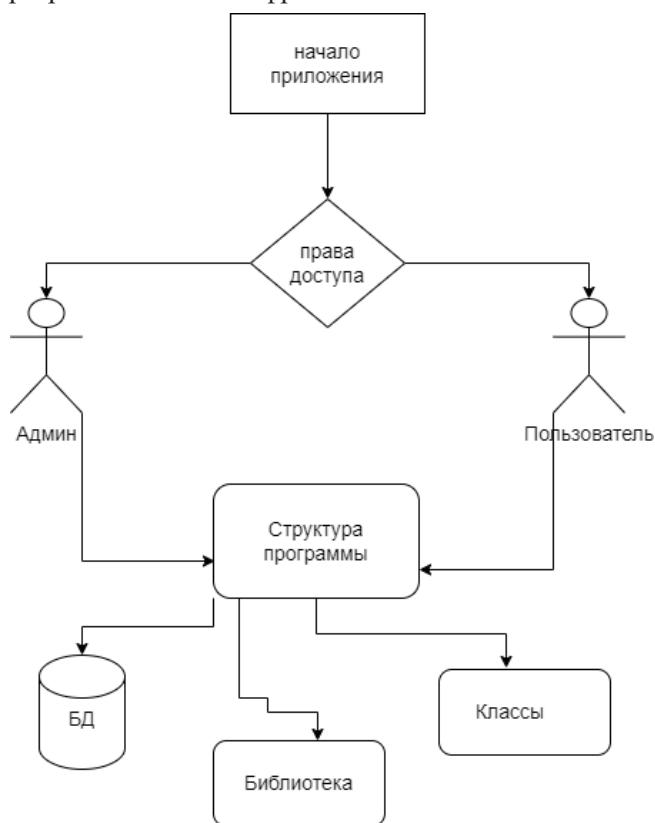 начало
приложения
права
доступа
Админ
Пользователь
Структура
программы
БД
Классы
Библиотека